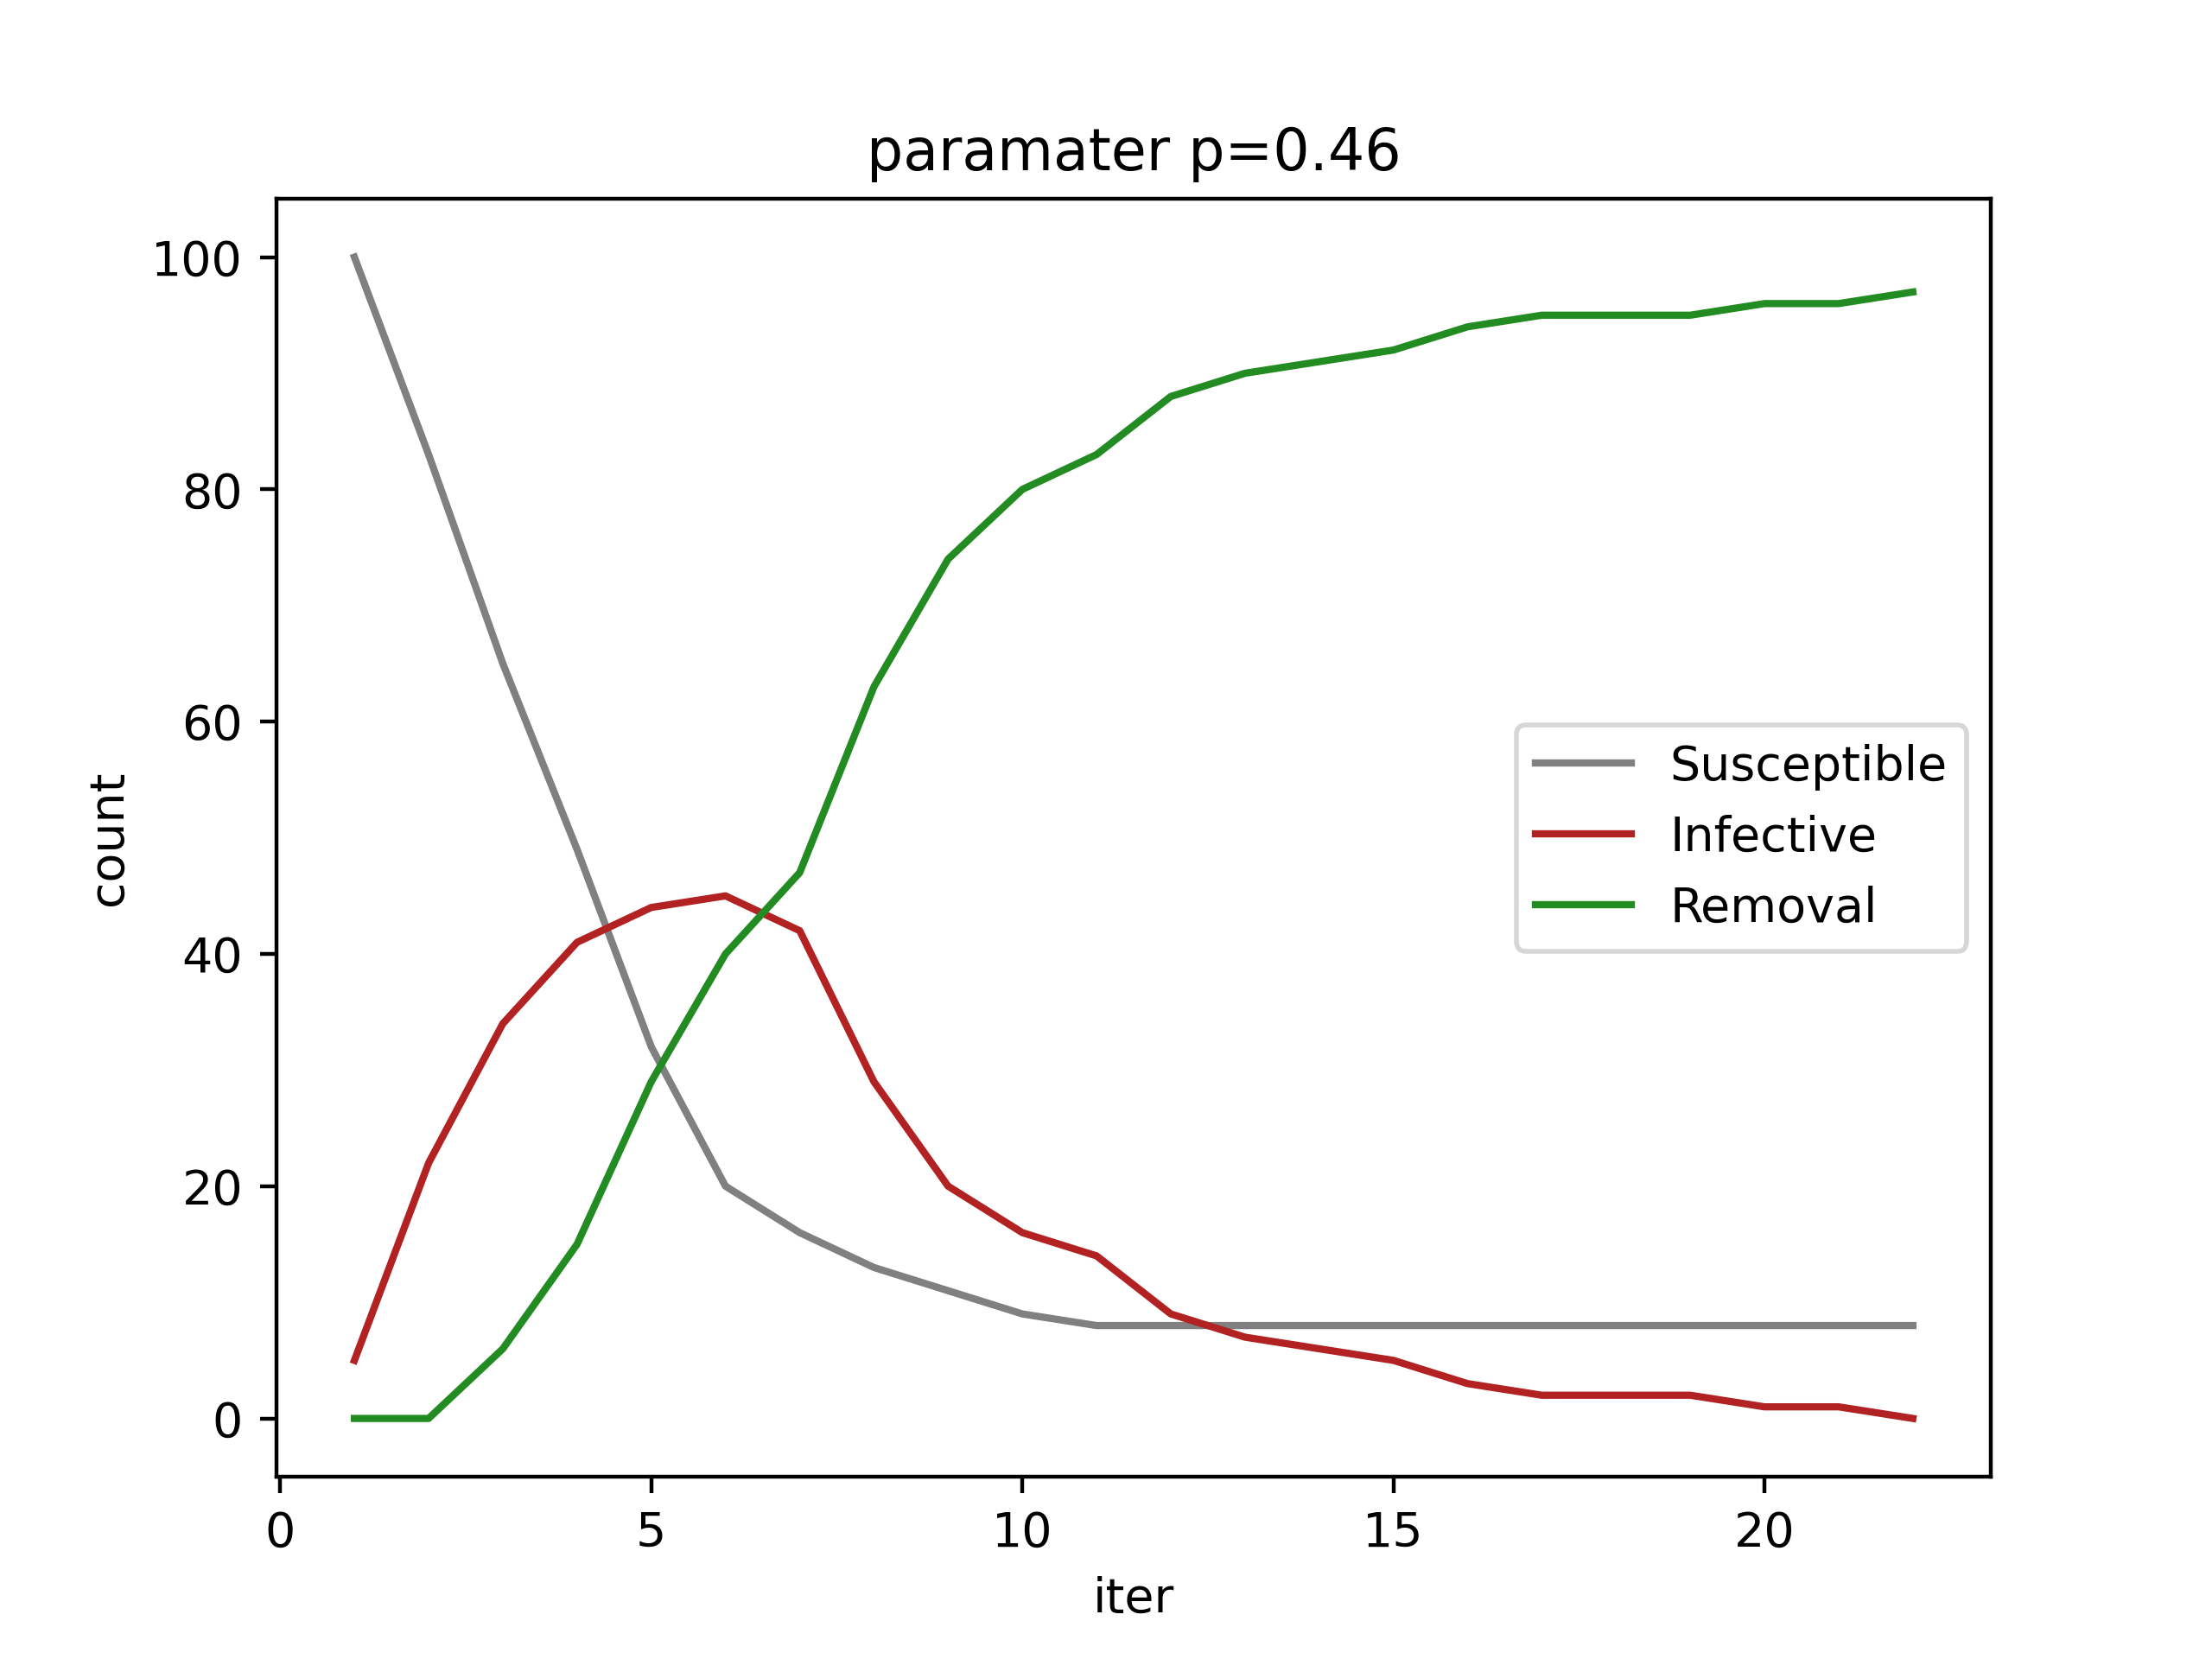 paramater p=0.46
100
80
60
40
20
0
count
Susceptible
Infective
Removal
0 5 10 15 20
iter